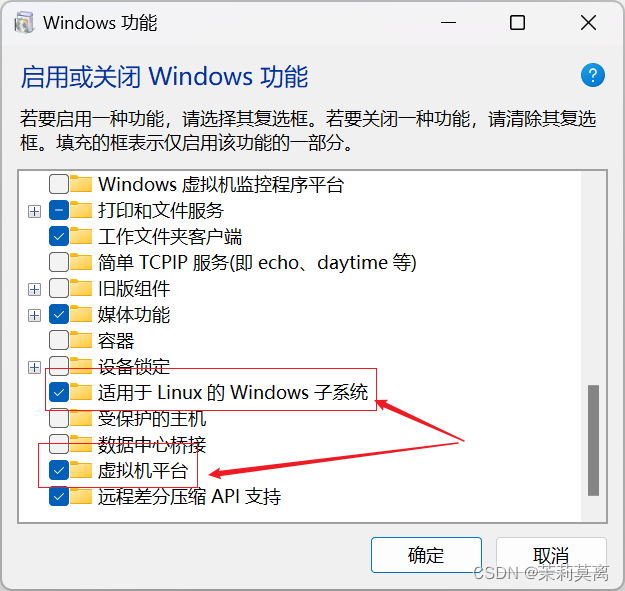 Windows 功能
启用或关闭 Windows 功能
?
若要启用一种功能，请选择其复选框。若要关闭一种功能，请清除其复选
框。填充的框表示仅启用该功能的一部分。
Windows 虚拟机监控程序平台
打印和文件服务
工作文件夹客户端
简单 TCPIP 服务(即 echo、daytime 等)
旧版组件
媒体功能
容器
设备锁定
适用于 Linux 的 Windows 子系统
受保护的主机
数据中心桥接
虚拟机平台
远程差分压缩 API 支持
确定
取消
CSDN @茉莉莫离